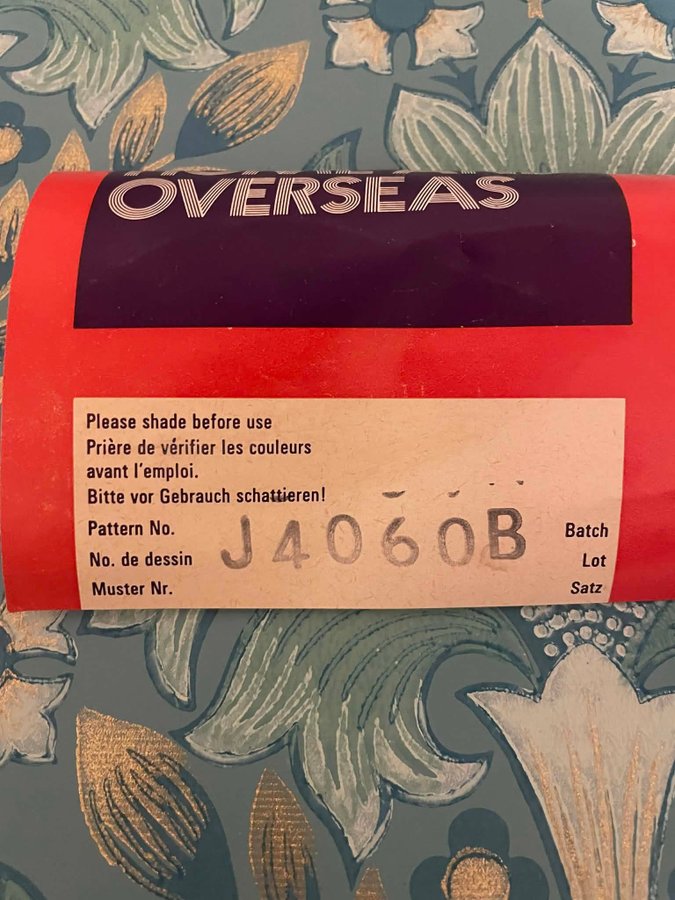 OVERSEAS
Please shade before use
Prière de vérifier les couleurs
avant l'emploi.
Bitte vor Gebrauch schattieren!
Pattern No.
J4060B
Batch
No. de dessin
Lot
Muster Nr.
Satz